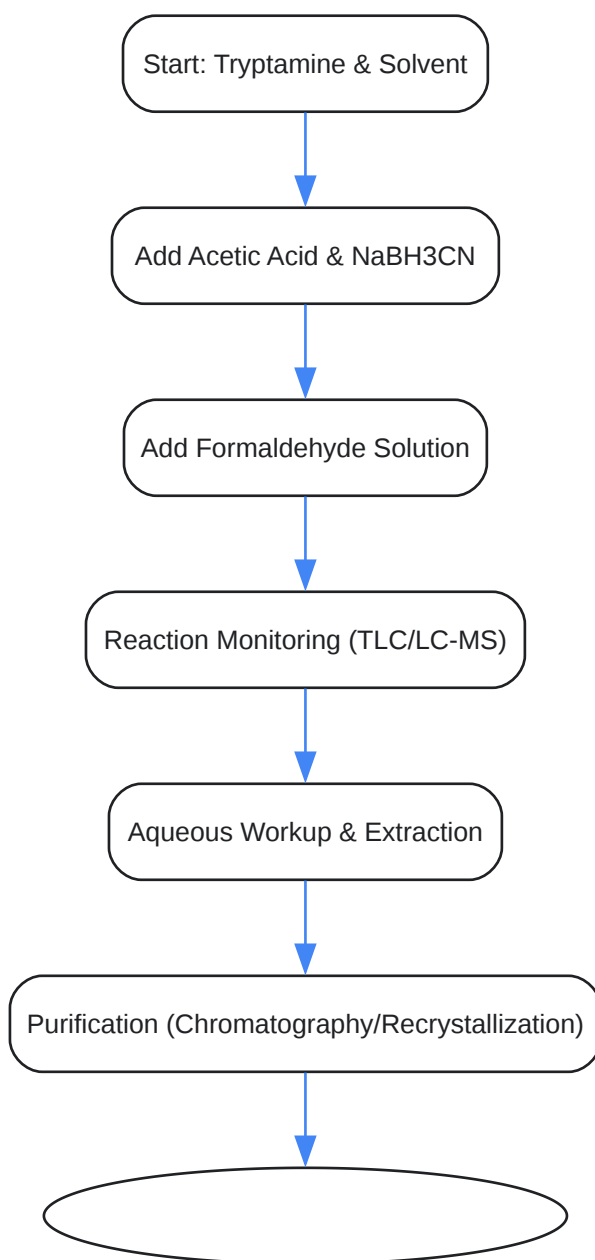 Start: Tryptamine & Solvent
Add Acetic Acid & NaBH3CN
Add Formaldehyde Solution
Reaction Monitoring (TLC/LC-MS)
Aqueous Workup & Extraction
Purification (Chromatography/Recrystallization)